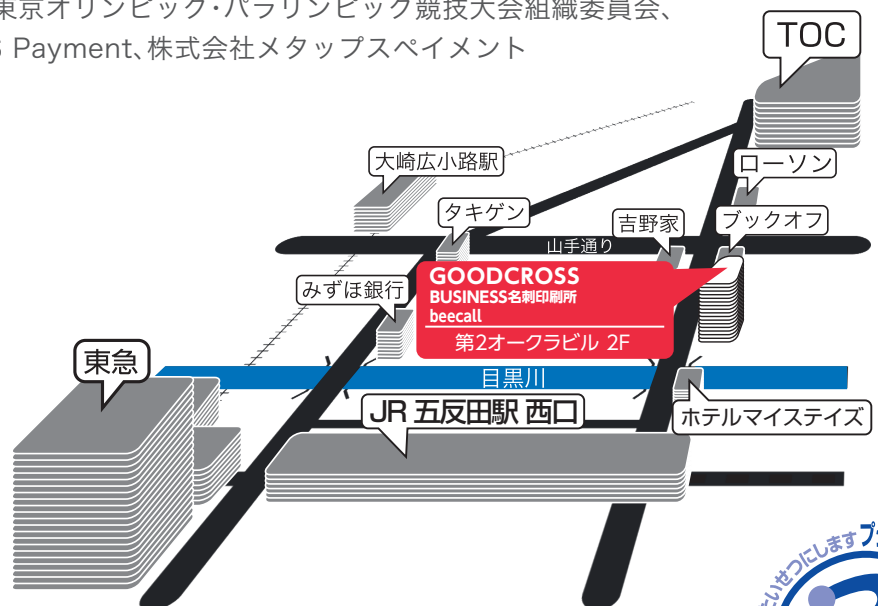 東京オリンピック・パラリンピック競技大会組織委員会、
Payment、株式会社メタップスペイメント
TOC
大崎広小路駅
ローソン
タキゲン
吉野家
ブックオフ
山手通り
GOODCROSS
BUSINESS名刺印刷所
beecall
第2オークラビル 2F
みずほ銀行
東急
目黒川
JR 五反田駅 西口
ホテルマイステイズ
いせつにします